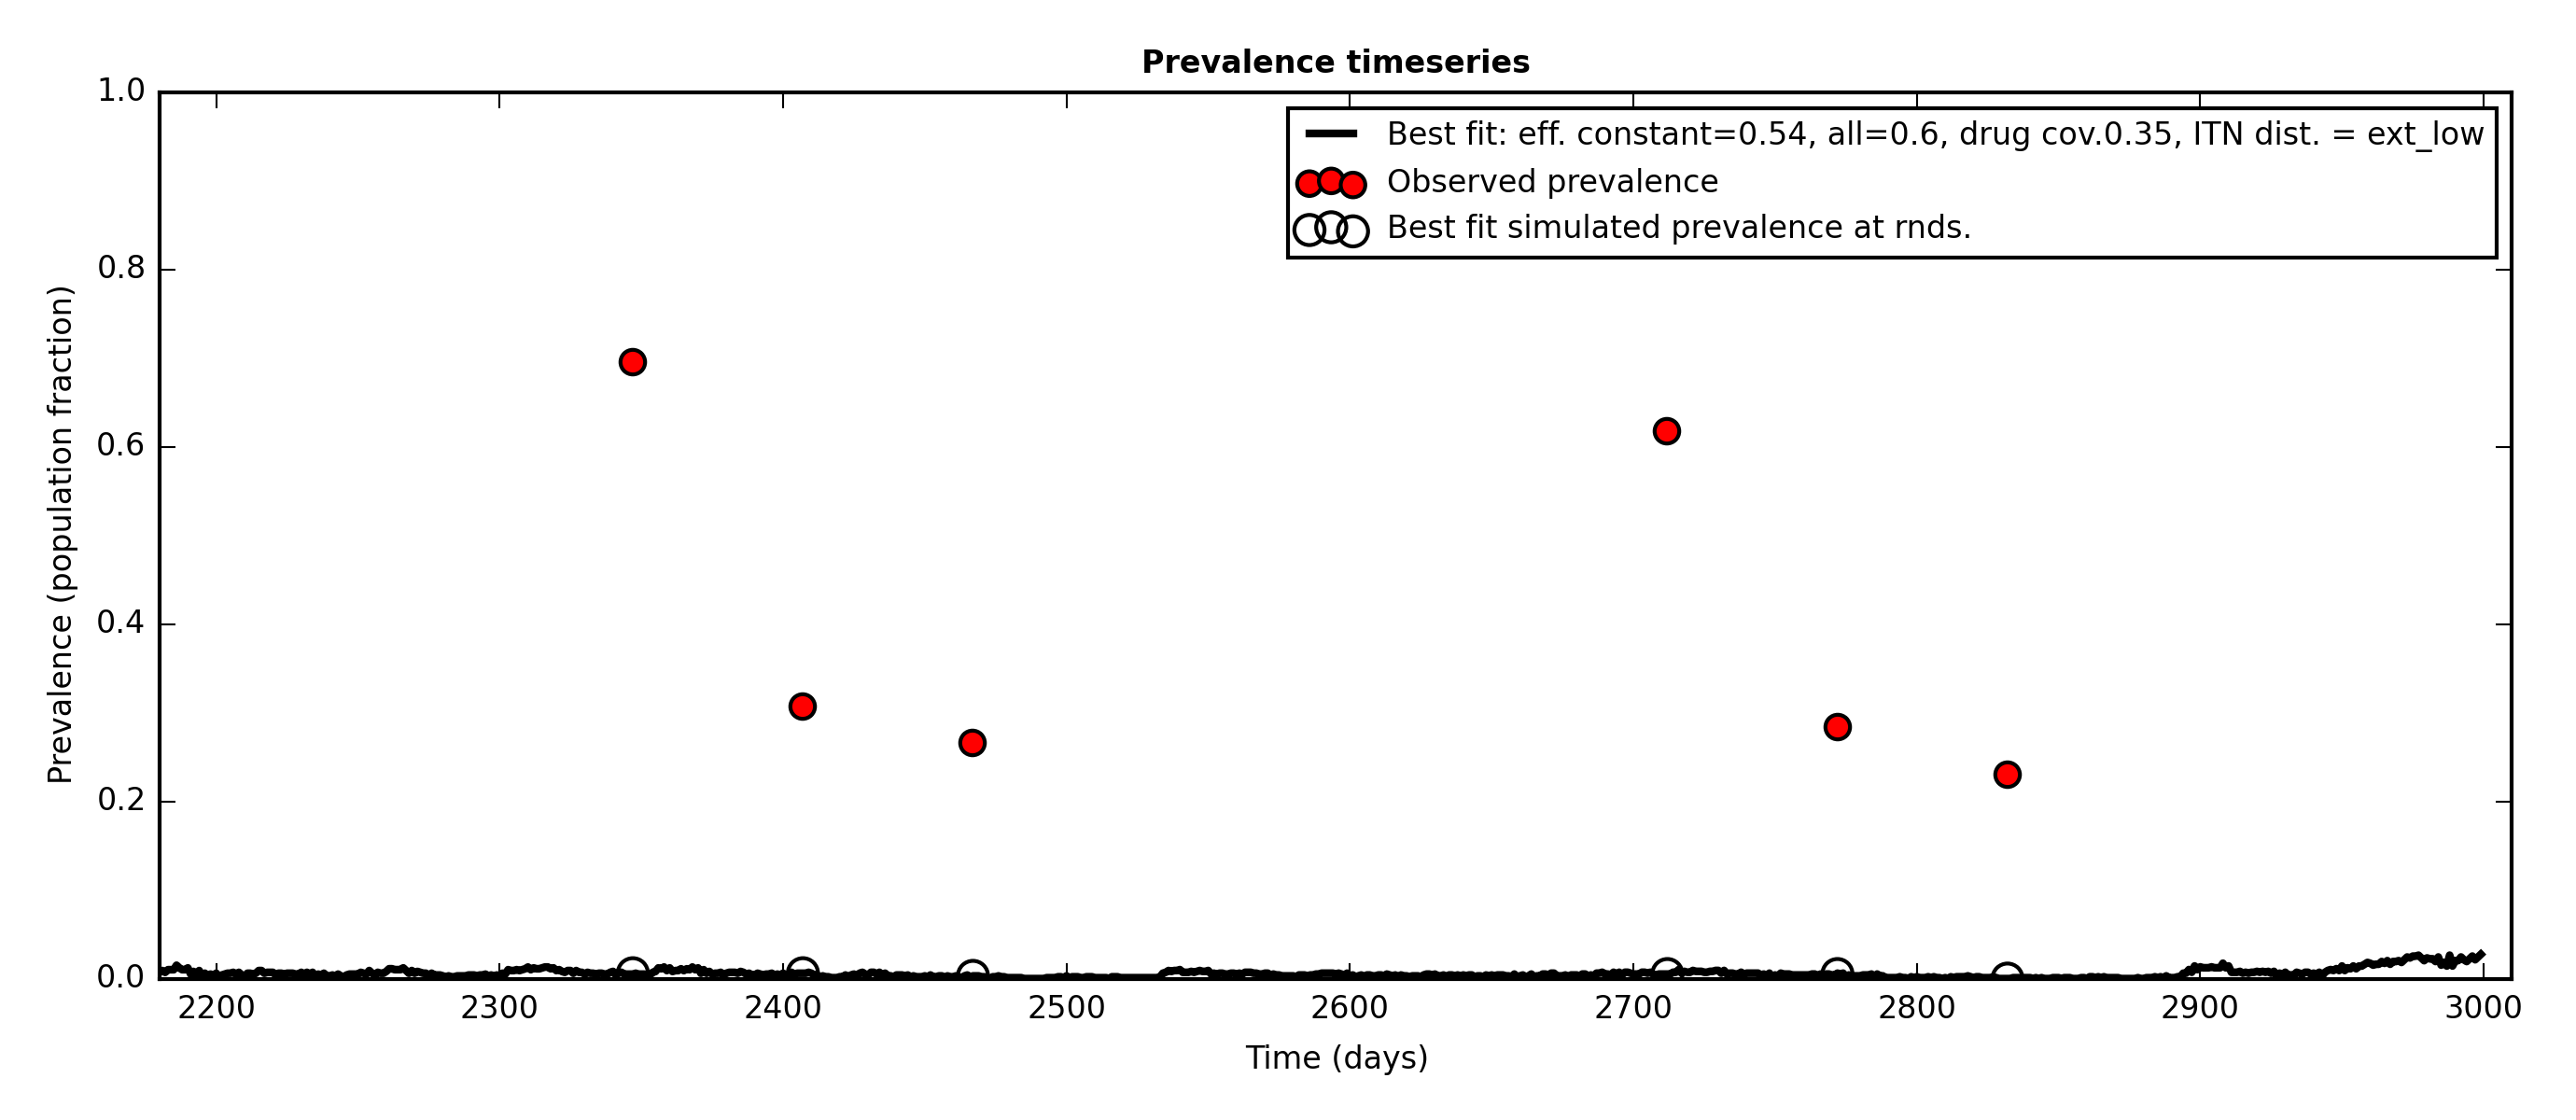 Prevalence timeseries
Best fit: eff. constant=0.54, all=0.6, drug cov.0.35, ITN dist. = ext_low
Observed prevalence
Best fit simulated prevalence at rnds.
Prevalence (population fraction)
1.0
0.8
0.6
0.4
0.2
0.0
2200 2300 2400 2500 2600 2700 2800 2900 3000
Time (days)